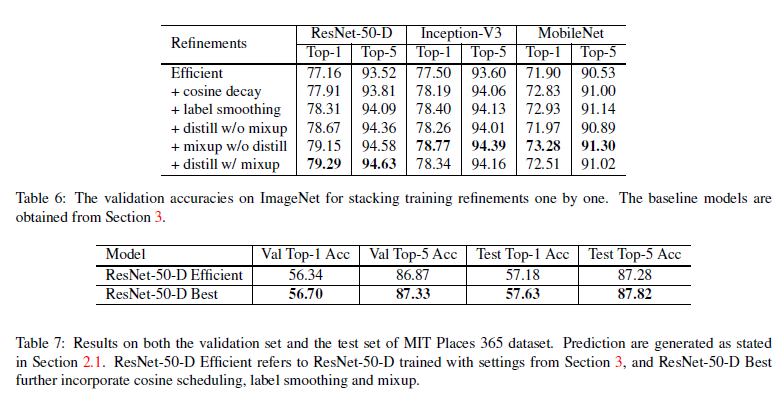 Refinements ResNet-50-D Inception-V3 MobileNet
Top-1 Top-5 Top-1 Top-5 Top-1 Top-5
Efficient 77.16 93.52 77.50 93.60 71.90 90.53
+ cosine decay 77.91 93.81 78.19 94.06 72.83 91.00
+ label smoothing 78.31 94.09 78.40 94.13 72.93 91.14
+ distill w/o mixup 78.67 94.36 78.26 94.01 71.97 90.89
+ mixup w/o distill 79.15 94.58 78.77 94.39 73.28 91.30
+ distill w/ mixup 79.29 94.63 78.34 94.16 72.51 91.02
Table 6: The validation accuracies on ImageNet for stacking training refinements one by one. The baseline models are
obtained from Section 3.
Model Val Top-1 Acc Val Top-5 Acc Test Top-1 Acc Test Top-5 Acc
ResNet-50-D Efficient 56.34 86.87 57.18 87.28
ResNet-50-D Best 56.70 87.33 57.63 87.82
Table 7: Results on both the validation set and the test set of MIT Places 365 dataset. Prediction are generated as stated
in Section 2.1. ResNet-50-D Efficient refers to ResNet-50-D trained with settings from Section 3, and ResNet-50-D Best
further incorporate cosine scheduling, label smoothing and mixup.